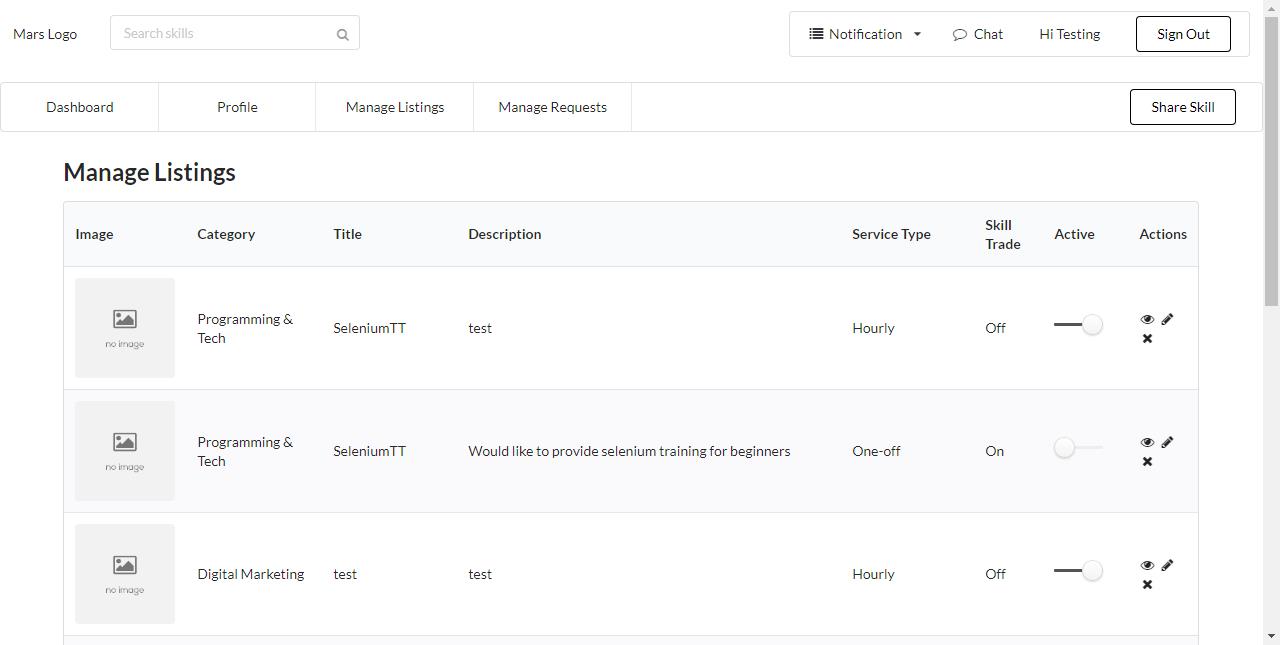 Mars Logo
Search skills
Notification
Chat
Hi Testing
Sign Out
Dashboard
Profile
Manage Listings
Manage Requests
Share Skill
Manage Listings
Image
Category
Title
Description
Service Type
Skill
Trade
Active
Actions
no image
Programming &
Tech
SeleniumTT
test
Hourly
Off
no image
Programming &
Tech
SeleniumTT
Would like to provide selenium training for beginners
One-off
On
no image
Digital Marketing
test
test
Hourly
Off